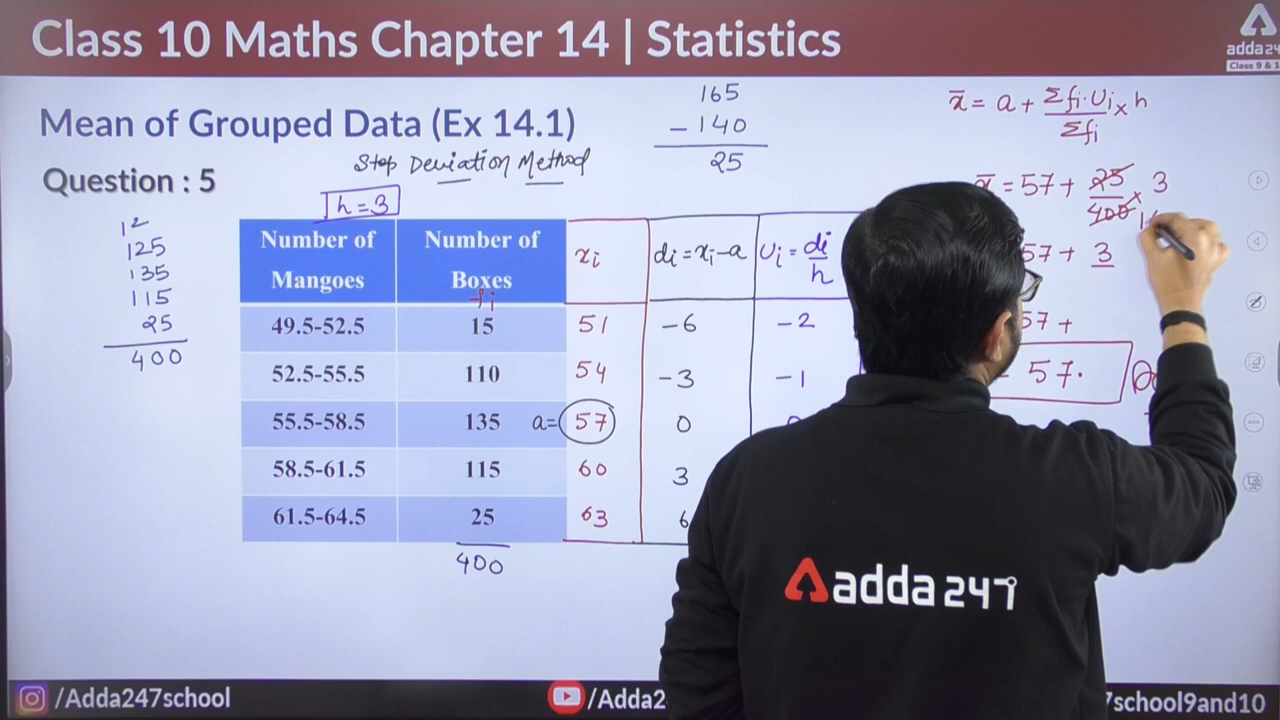 Class 10 Maths Chapter 14 | Statistics
adda24
Class 9 & 1
Mean of Grouped Data (Ex 14.1)
Step Deviation Method
Question : 5
h = 3
165
- 140
25
x̄ = a + Σfi·Ui × h
Σfi
x̄ = 57 + 25 × 3
400
57 + 3
57 +
57.
12
125
135
115
25
400
Number of Mangoes | Number of Boxes fi | xi | di = xi - a | Ui = di/h
49.5-52.5 | 15 | 51 | -6 | -2
52.5-55.5 | 110 | 54 | -3 | -1
55.5-58.5 | 135 | a = 57 | 0 | 0
58.5-61.5 | 115 | 60 | 3
61.5-64.5 | 25 | 63 | 6
400
adda247
/Adda247school
/Adda2
7school9and10